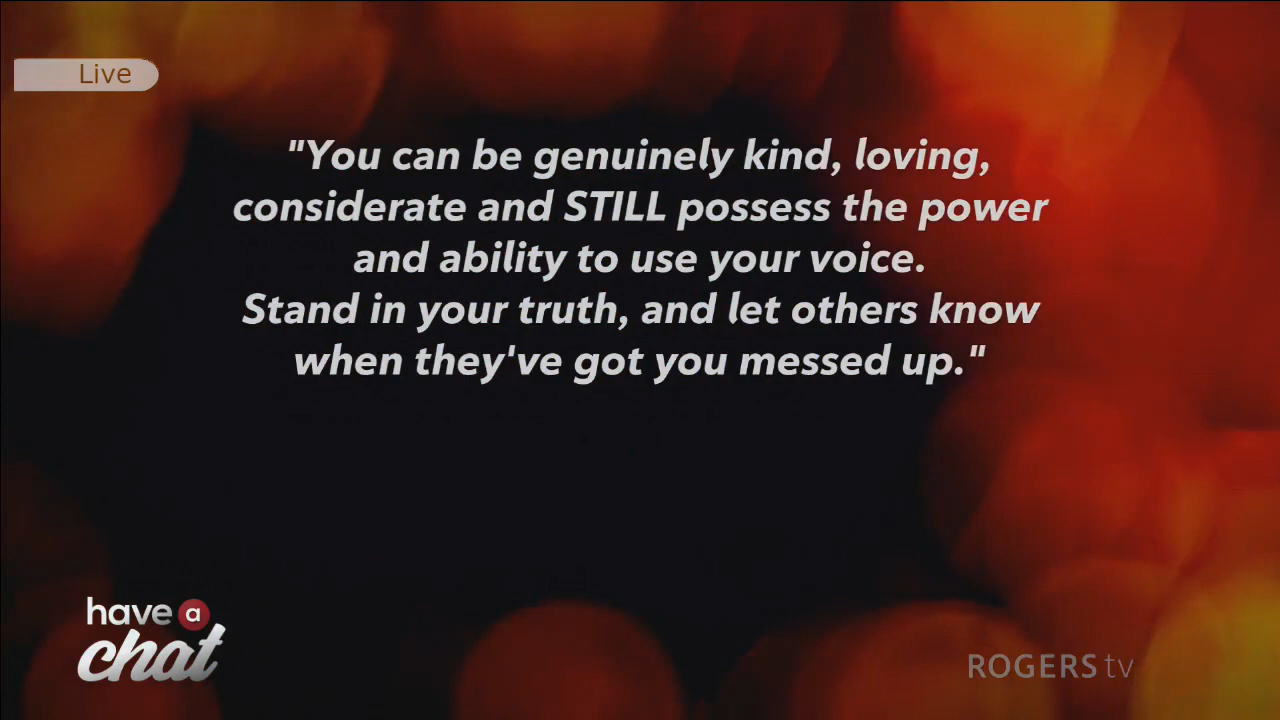 Live
"You can be genuinely kind, loving,
considerate and STILL possess the power
and ability to use your voice.
Stand in your truth, and let others know
when they've got you messed up."
have a
chat
ROGERS tv